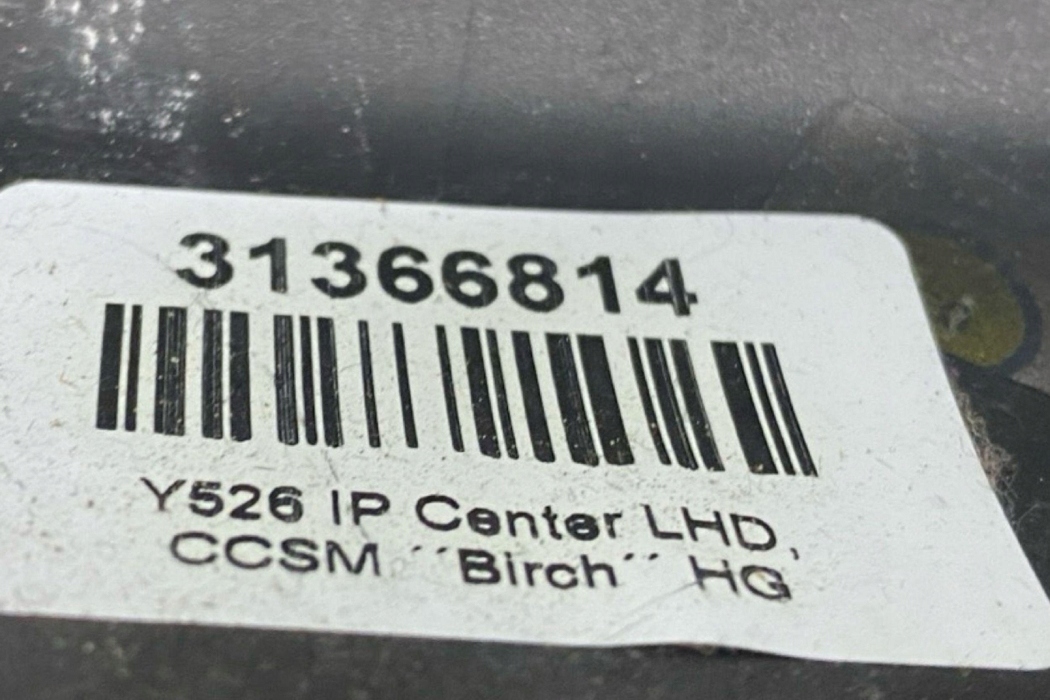 31366814
Y526 IP Center LHD,
CCSM ´´Birch´´ HG